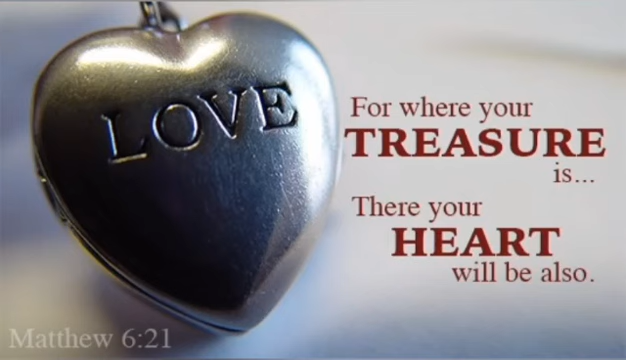 LOVE
For where your
TREASURE
is...
There your
HEART
will be also.
Matthew 6:21